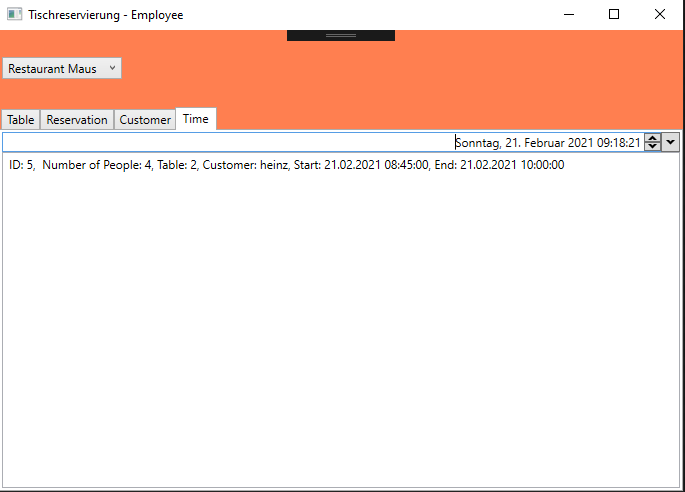 Tischreservierung - Employee
Restaurant Maus
Table Reservation Customer Time
Sonntag, 21. Februar 2021 09:18:21
ID: 5,  Number of People: 4, Table: 2, Customer: heinz, Start: 21.02.2021 08:45:00, End: 21.02.2021 10:00:00